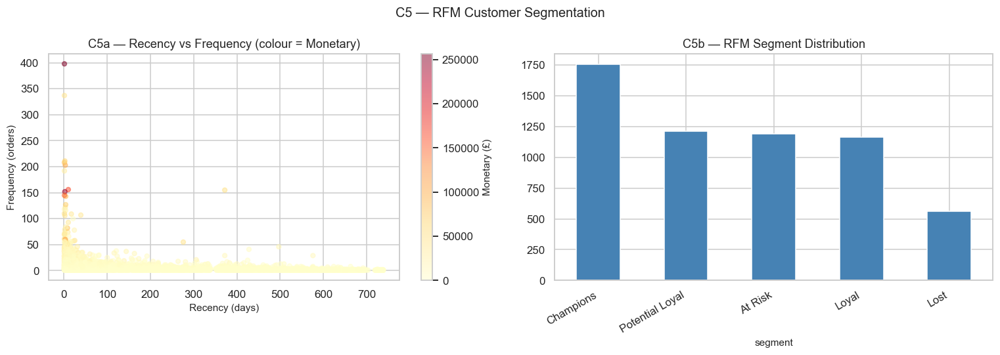 C5 — RFM Customer Segmentation
C5a — Recency vs Frequency (colour = Monetary)
400
350
300
250
200
150
100
50
0
Frequency (orders)
0 100 200 300 400 500 600 700
Recency (days)
250000
200000
150000
100000
50000
0
Monetary (£)
C5b — RFM Segment Distribution
1750
1500
1250
1000
750
500
250
0
Champions
Potential Loyal
At Risk
Loyal
Lost
segment